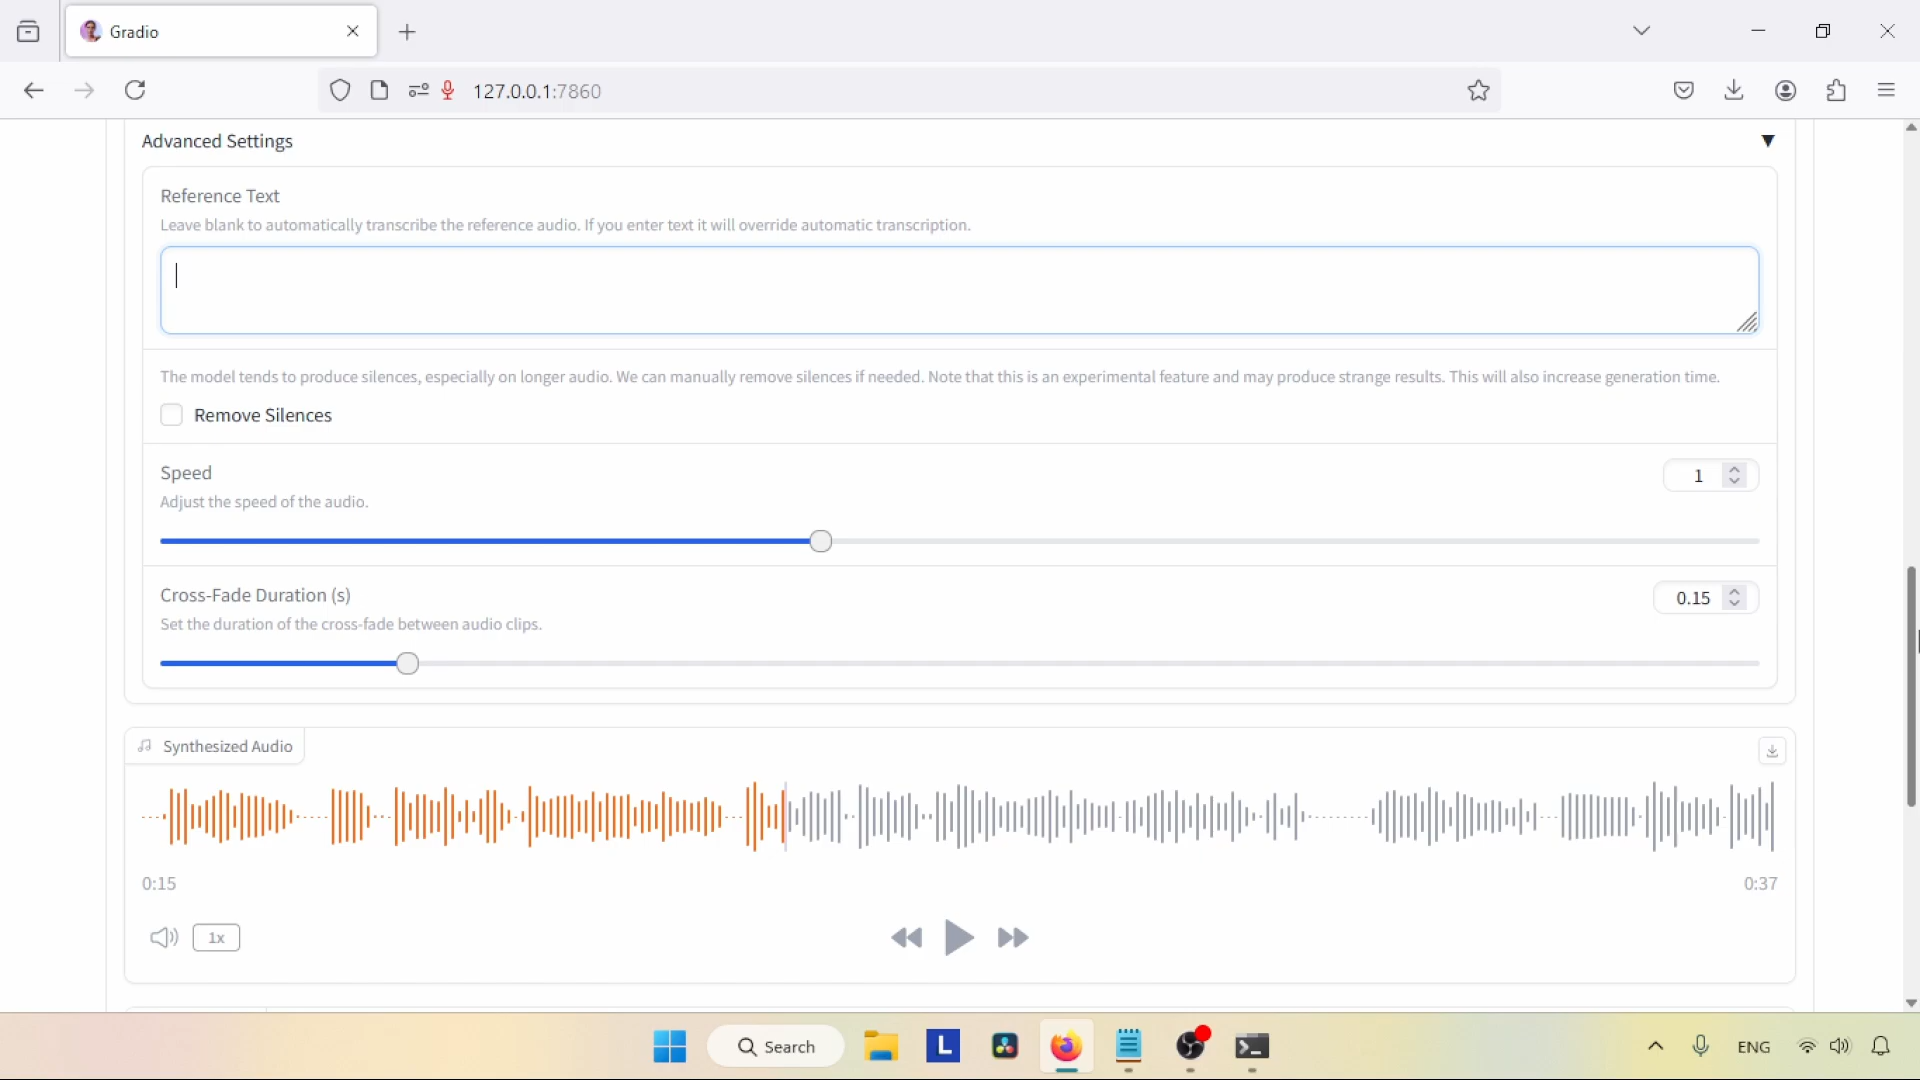 Gradio
127.0.0.1:7860
Advanced Settings
Reference Text
Leave blank to automatically transcribe the reference audio. If you enter text it will override automatic transcription.
The model tends to produce silences, especially on longer audio. We can manually remove silences if needed. Note that this is an experimental feature and may produce strange results. This will also increase generation time.
Remove Silences
Speed
1
Adjust the speed of the audio.
Cross-Fade Duration (s)
0.15
Set the duration of the cross-fade between audio clips.
Synthesized Audio
0:15
0:37
1x
Search
L
ENG